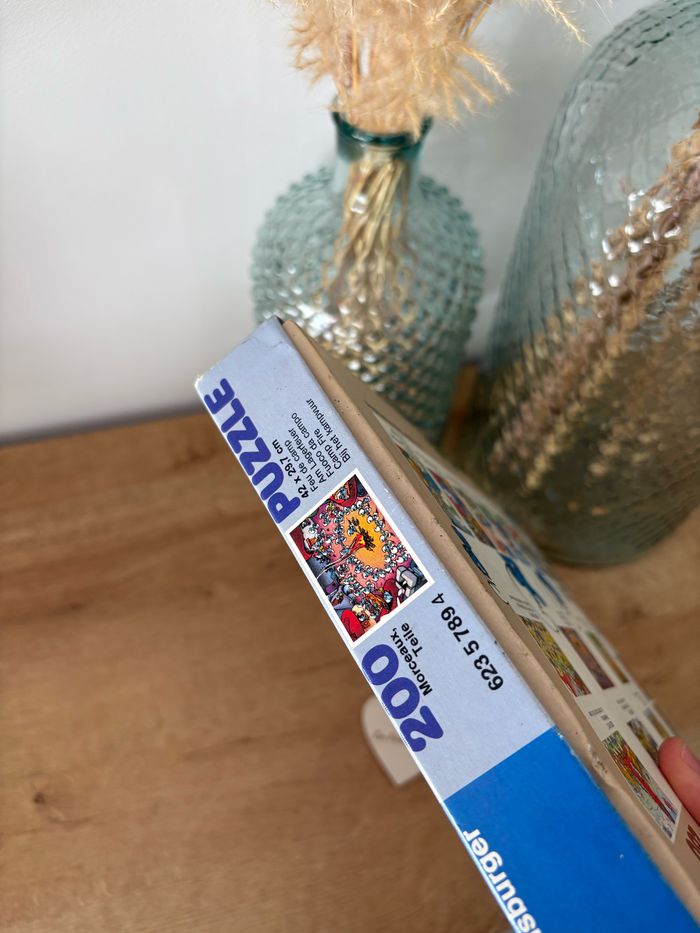 PUZZLE
42 x 29,7 cm
Feu de camp
Am Lagerfeuer
Fuoco da campo
Camp Fire
Bij het kampvuur
200
Morceaux,
Teile
623 5 789 4
nsburger